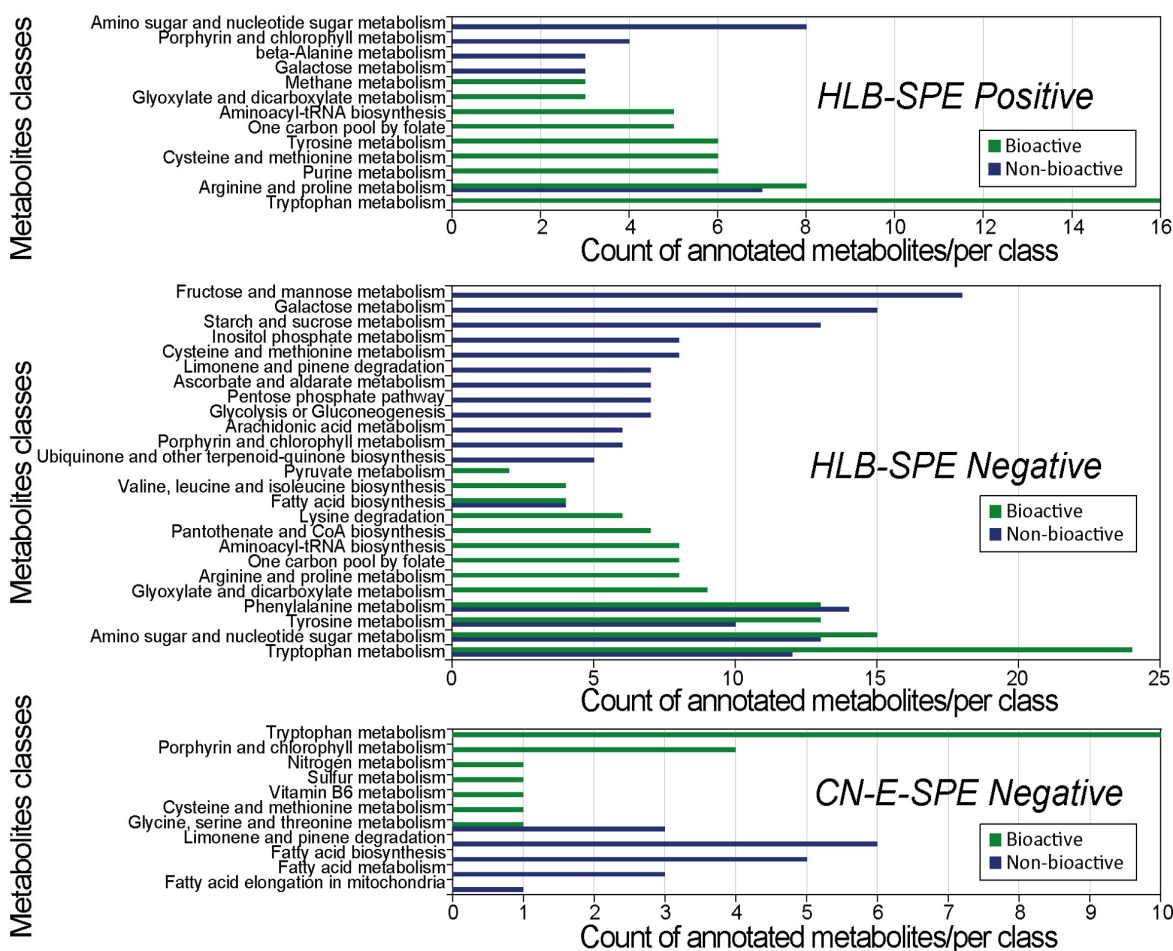 Metabolites classes
Amino sugar and nucleotide sugar metabolism
Porphyrin and chlorophyll metabolism
beta-Alanine metabolism
Galactose metabolism
Methane metabolism
Glyoxylate and dicarboxylate metabolism
Aminoacyl-tRNA biosynthesis
One carbon pool by folate
Tyrosine metabolism
Cysteine and methionine metabolism
Purine metabolism
Arginine and proline metabolism
Tryptophan metabolism
HLB-SPE Positive
Bioactive
Non-bioactive
0 2 4 6 8 10 12 14 16
Count of annotated metabolites/per class
Metabolites classes
Fructose and mannose metabolism
Galactose metabolism
Starch and sucrose metabolism
Inositol phosphate metabolism
Cysteine and methionine metabolism
Limonene and pinene degradation
Ascorbate and aldarate metabolism
Pentose phosphate pathway
Glycolysis or Gluconeogenesis
Arachidonic acid metabolism
Porphyrin and chlorophyll metabolism
Ubiquinone and other terpenoid-quinone biosynthesis
Pyruvate metabolism
Valine, leucine and isoleucine biosynthesis
Fatty acid biosynthesis
Lysine degradation
Pantothenate and CoA biosynthesis
Aminoacyl-tRNA biosynthesis
One carbon pool by folate
Arginine and proline metabolism
Glyoxylate and dicarboxylate metabolism
Phenylalanine metabolism
Tyrosine metabolism
Amino sugar and nucleotide sugar metabolism
Tryptophan metabolism
HLB-SPE Negative
Bioactive
Non-bioactive
0 5 10 15 20 25
Count of annotated metabolites/per class
Metabolites classes
Tryptophan metabolism
Porphyrin and chlorophyll metabolism
Nitrogen metabolism
Sulfur metabolism
Vitamin B6 metabolism
Cysteine and methionine metabolism
Glycine, serine and threonine metabolism
Limonene and pinene degradation
Fatty acid biosynthesis
Fatty acid metabolism
Fatty acid elongation in mitochondria
CN-E-SPE Negative
Bioactive
Non-bioactive
0 1 2 3 4 5 6 7 8 9 10
Count of annotated metabolites/per class